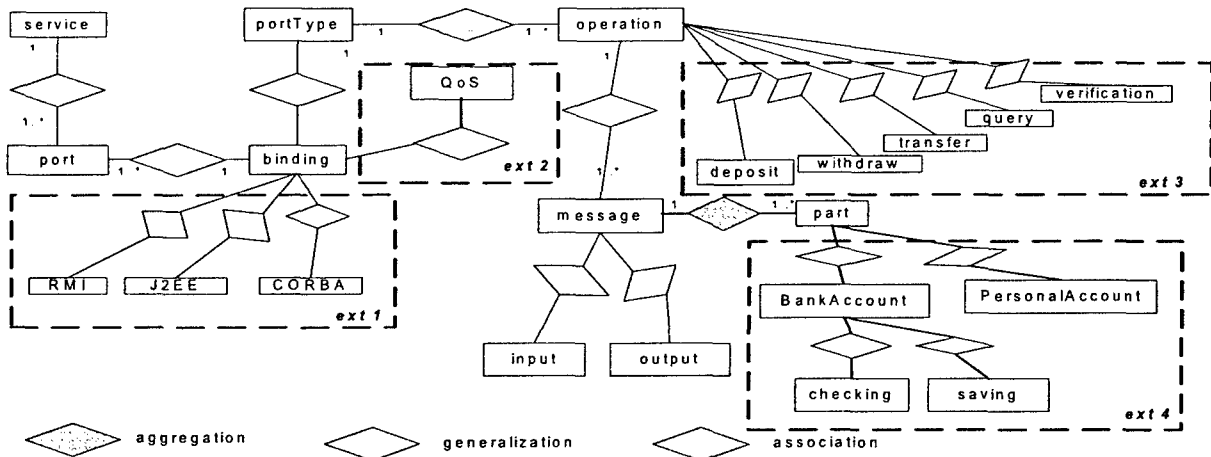 service
portType
operation
1
1
1..*
1
1
QoS
verification
query
1..*
transfer
port
1..*
1
binding
ext 2
1..*
deposit
withdraw
ext 3
message
1
1..*
part
RMI
J2EE
CORBA
BankAccount
PersonalAccount
ext 1
input
output
checking
saving
ext 4
aggregation
generalization
association